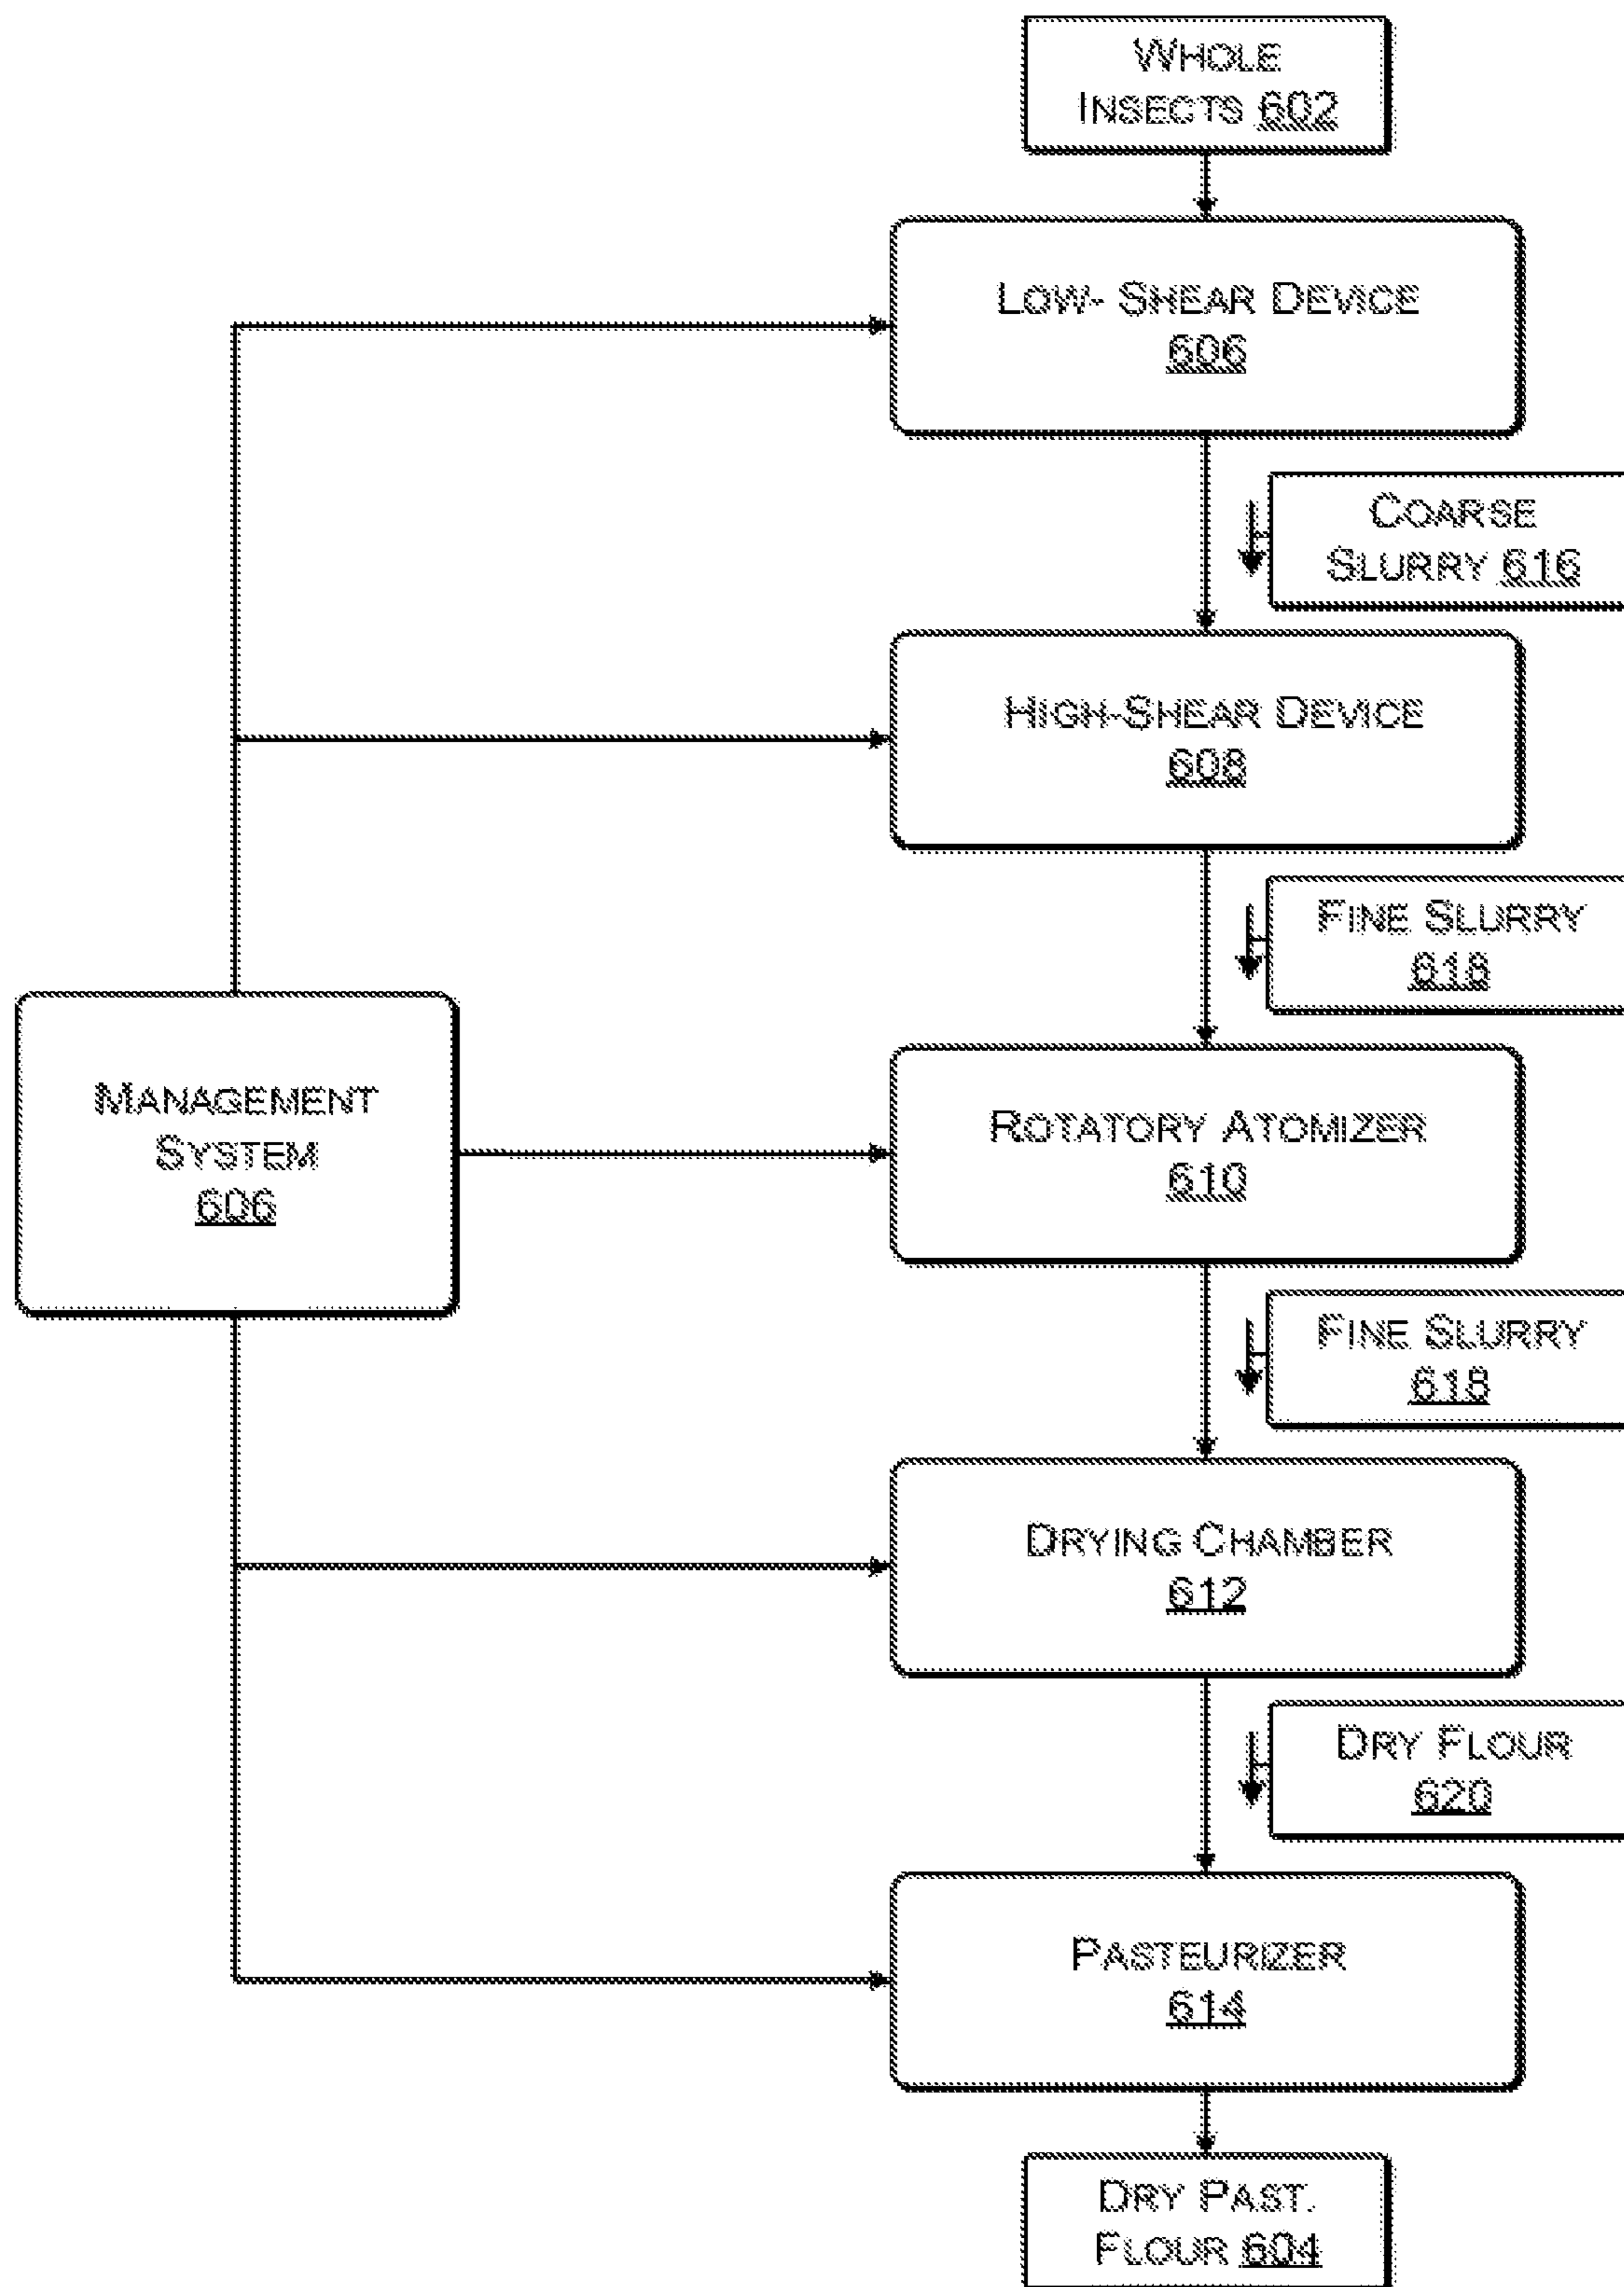 WHOLE
INSECTS 602
LOW- SHEAR DEVICE
606
COARSE
SLURRY 616
HIGH-SHEAR DEVICE
608
FINE SLURRY
618
MANAGEMENT
SYSTEM
606
ROTATORY ATOMIZER
610
FINE SLURRY
618
DRYING CHAMBER
612
DRY FLOUR
620
PASTEURIZER
614
DRY PAST.
FLOUR 604